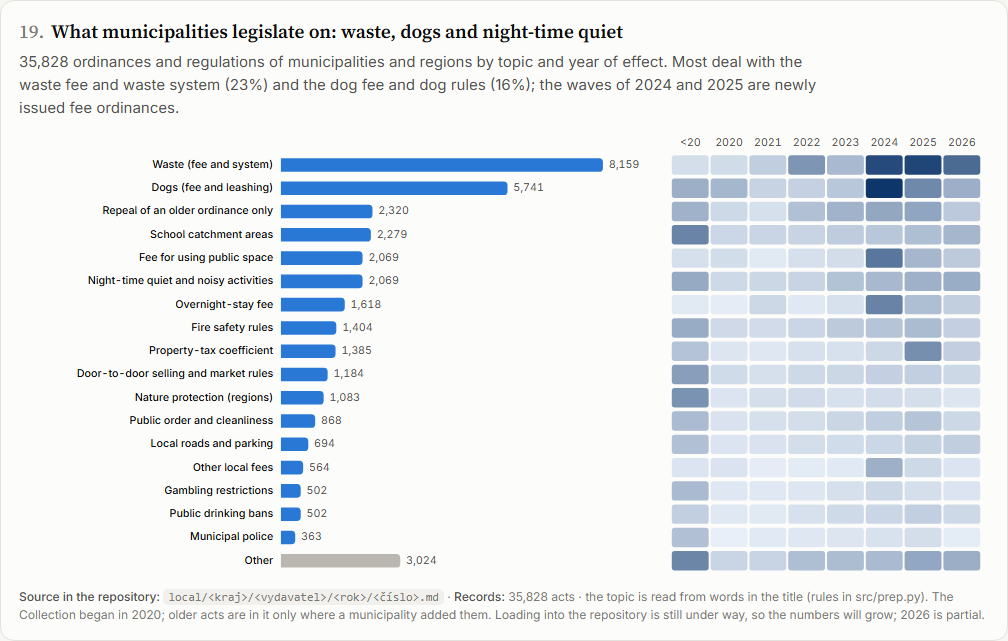 19. What municipalities legislate on: waste, dogs and night-time quiet
35,828 ordinances and regulations of municipalities and regions by topic and year of effect. Most deal with the
waste fee and waste system (23%) and the dog fee and dog rules (16%); the waves of 2024 and 2025 are newly
issued fee ordinances.
<20 2020 2021 2022 2023 2024 2025 2026
Waste (fee and system) 8,159
Dogs (fee and leashing) 5,741
Repeal of an older ordinance only 2,320
School catchment areas 2,279
Fee for using public space 2,069
Night-time quiet and noisy activities 2,069
Overnight-stay fee 1,618
Fire safety rules 1,404
Property-tax coefficient 1,385
Door-to-door selling and market rules 1,184
Nature protection (regions) 1,083
Public order and cleanliness 868
Local roads and parking 694
Other local fees 564
Gambling restrictions 502
Public drinking bans 502
Municipal police 363
Other 3,024
Source in the repository: local/<kraj>/<vydavatel>/<rok>/<číslo>.md · Records: 35,828 acts · the topic is read from words in the title (rules in src/prep.py). The
Collection began in 2020; older acts are in it only where a municipality added them. Loading into the repository is still under way, so the numbers will grow; 2026 is partial.